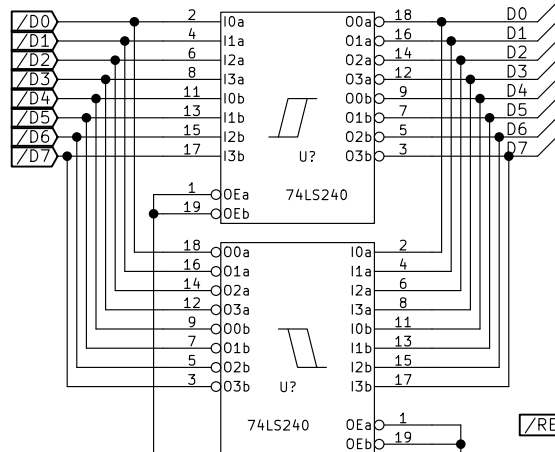 /D0 2 I0a O0a 18 D0
/D1 4 I1a O1a 16 D1
/D2 6 I2a O2a 14 D2
/D3 8 I3a O3a 12 D3
/D4 11 I0b O0b 9 D4
/D5 13 I1b O1b 7 D5
/D6 15 I2b O2b 5 D6
/D7 17 I3b U? O3b 3 D7
1 OEa 74LS240
19 OEb
18 O0a I0a 2
16 O1a I1a 4
14 O2a I2a 6
12 O3a I3a 8
9 O0b I0b 11
7 O1b I1b 13
5 O2b I2b 15
3 O3b U? I3b 17
74LS240 OEa 1
OEb 19
/RE